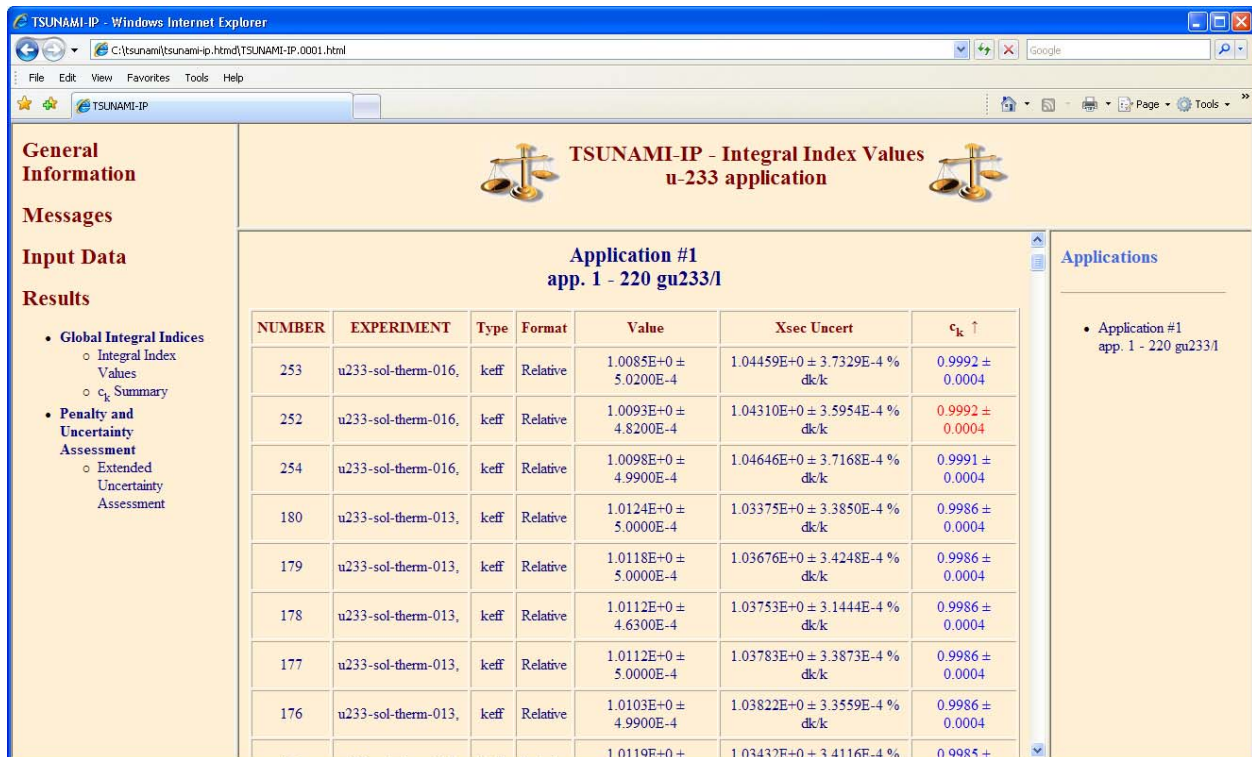 TSUNAMI-IP - Windows Internet Explorer
C:\tsunami\tsunami-ip.htmd\TSUNAMI-IP.0001.html
Google
File Edit View Favorites Tools Help
TSUNAMI-IP
Page
Tools
General
Information
Messages
Input Data
Results
• Global Integral Indices
o Integral Index
Values
o ck Summary
• Penalty and
Uncertainty
Assessment
o Extended
Uncertainty
Assessment
TSUNAMI-IP - Integral Index Values
u-233 application
Application #1
app. 1 - 220 gu233/l
NUMBER EXPERIMENT Type Format Value Xsec Uncert ck ↑
253 u233-sol-therm-016, keff Relative 1.0085E+0 ± 5.0200E-4 1.04459E+0 ± 3.7329E-4 % dk/k 0.9992 ± 0.0004
252 u233-sol-therm-016, keff Relative 1.0093E+0 ± 4.8200E-4 1.04310E+0 ± 3.5954E-4 % dk/k 0.9992 ± 0.0004
254 u233-sol-therm-016, keff Relative 1.0098E+0 ± 4.9900E-4 1.04646E+0 ± 3.7168E-4 % dk/k 0.9991 ± 0.0004
180 u233-sol-therm-013, keff Relative 1.0124E+0 ± 5.0000E-4 1.03375E+0 ± 3.3850E-4 % dk/k 0.9986 ± 0.0004
179 u233-sol-therm-013, keff Relative 1.0118E+0 ± 5.0000E-4 1.03676E+0 ± 3.4248E-4 % dk/k 0.9986 ± 0.0004
178 u233-sol-therm-013, keff Relative 1.0112E+0 ± 4.6300E-4 1.03753E+0 ± 3.1444E-4 % dk/k 0.9986 ± 0.0004
177 u233-sol-therm-013, keff Relative 1.0112E+0 ± 5.0000E-4 1.03783E+0 ± 3.3873E-4 % dk/k 0.9986 ± 0.0004
176 u233-sol-therm-013, keff Relative 1.0103E+0 ± 4.9900E-4 1.03822E+0 ± 3.3559E-4 % dk/k 0.9986 ± 0.0004
1.0119E+0 ± 1.03432E+0 ± 3.4116E-4 % 0.9985 ±
Applications
• Application #1
app. 1 - 220 gu233/l